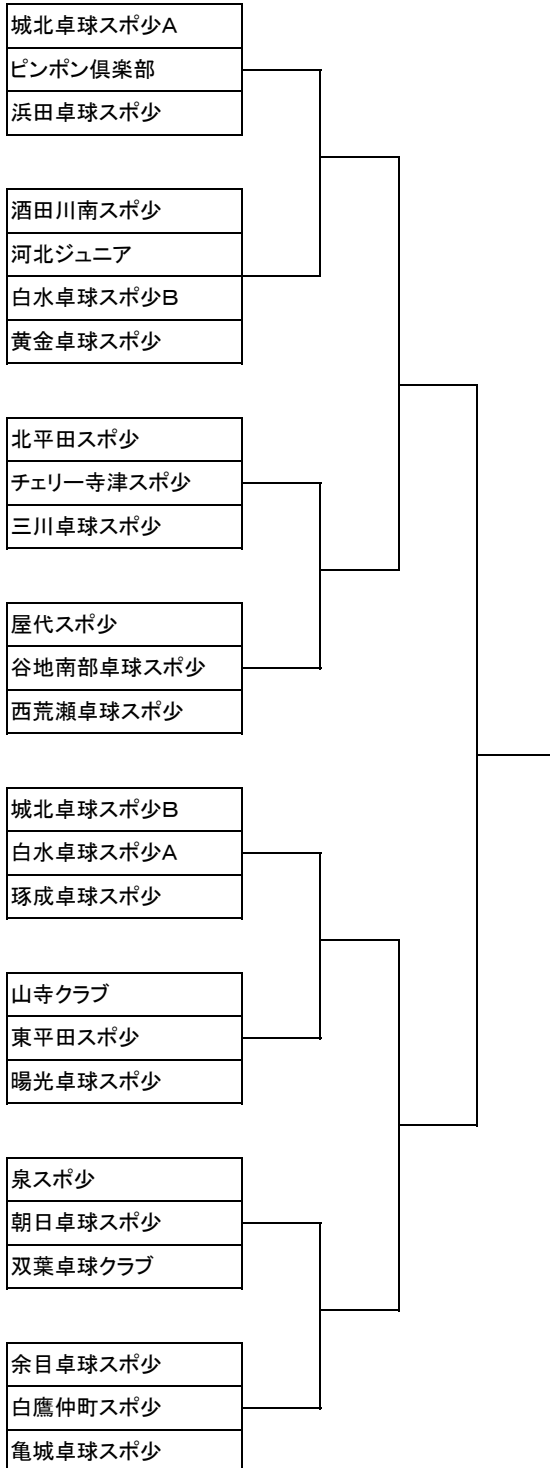 城北卓球スポ少A
ピンポン倶楽部
浜田卓球スポ少
酒田川南スポ少
河北ジュニア
白水卓球スポ少B
黄金卓球スポ少
北平田スポ少
チェリー寺津スポ少
三川卓球スポ少
屋代スポ少
谷地南部卓球スポ少
西荒瀬卓球スポ少
城北卓球スポ少B
白水卓球スポ少A
琢成卓球スポ少
山寺クラブ
東平田スポ少
暘光卓球スポ少
泉スポ少
朝日卓球スポ少
双葉卓球クラブ
余目卓球スポ少
白鷹仲町スポ少
亀城卓球スポ少